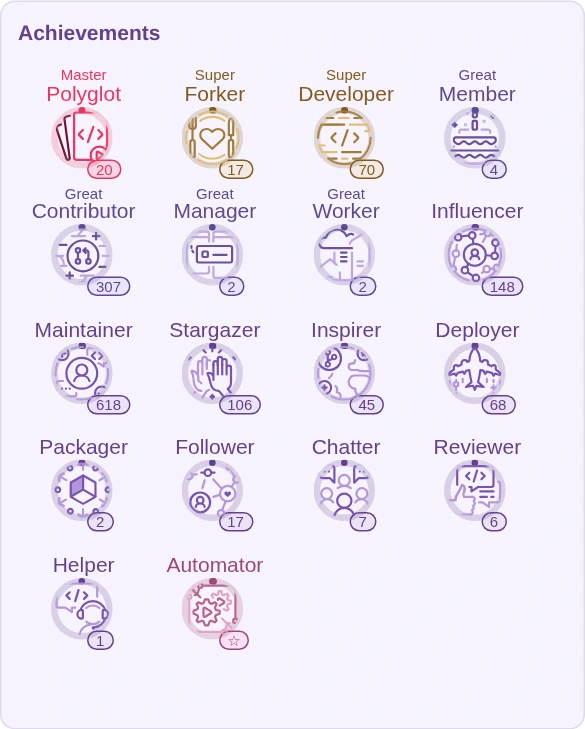 Achievements
Master Super Super Great
Polyglot Forker Developer Member
20 17 70 4
Great Great Great
Contributor Manager Worker Influencer
307 2 2 148
Maintainer Stargazer Inspirer Deployer
618 106 45 68
Packager Follower Chatter Reviewer
2 17 7 6
Helper Automator
1 ☆